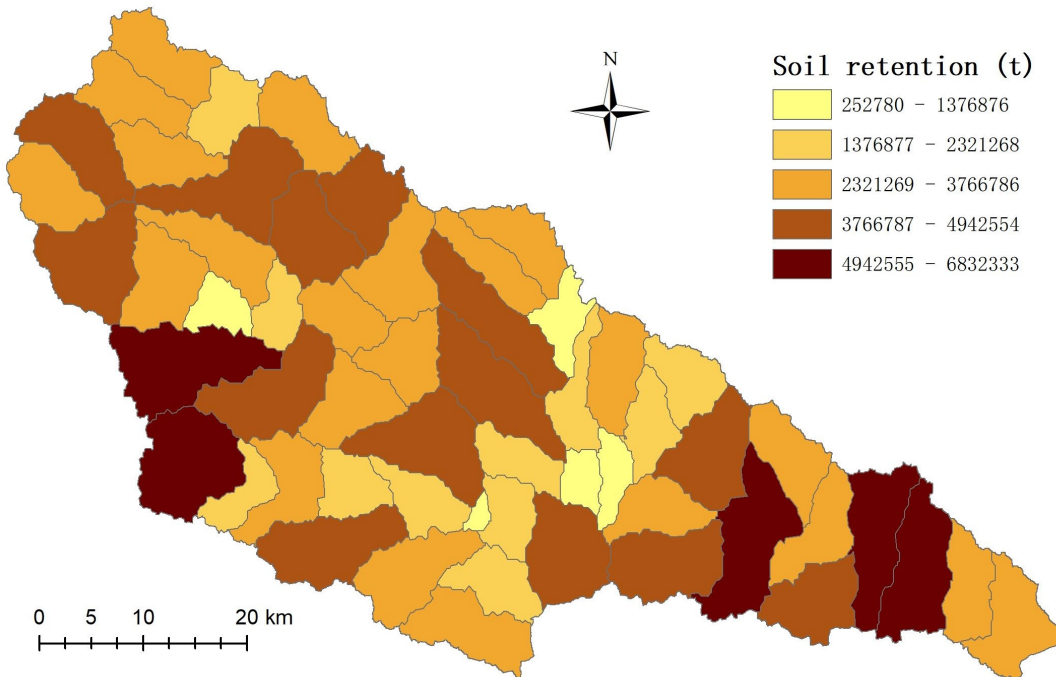 N
Soil retention (t)
252780 - 1376876
1376877 - 2321268
2321269 - 3766786
3766787 - 4942554
4942555 - 6832333
0 5 10 20 km